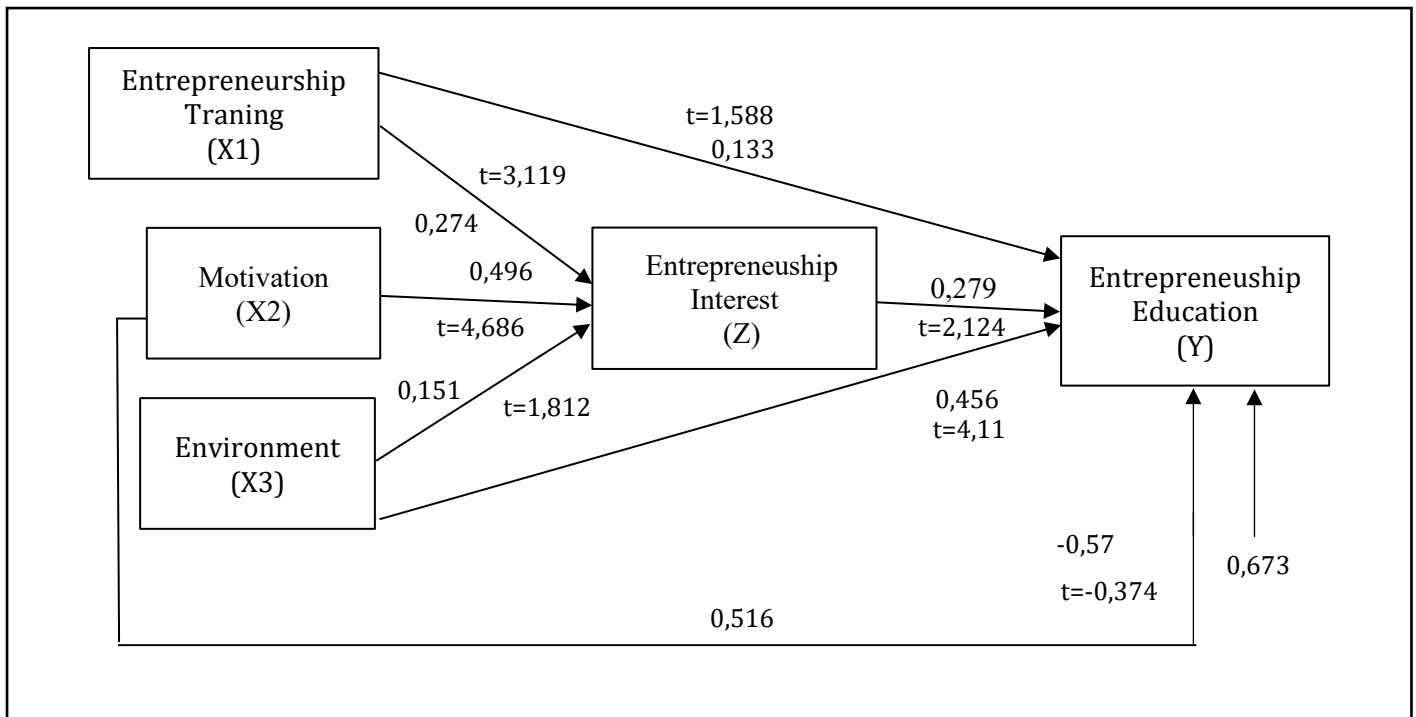 Entrepreneurship
Traning
(X1)
t=1,588
0,133
t=3,119
0,274
Motivation
(X2)
0,496
t=4,686
Entrepreneuship
Interest
(Z)
0,279
t=2,124
Entrepreneuship
Education
(Y)
0,151
t=1,812
Environment
(X3)
0,456
t=4,11
-0,57
t=-0,374
0,673
0,516